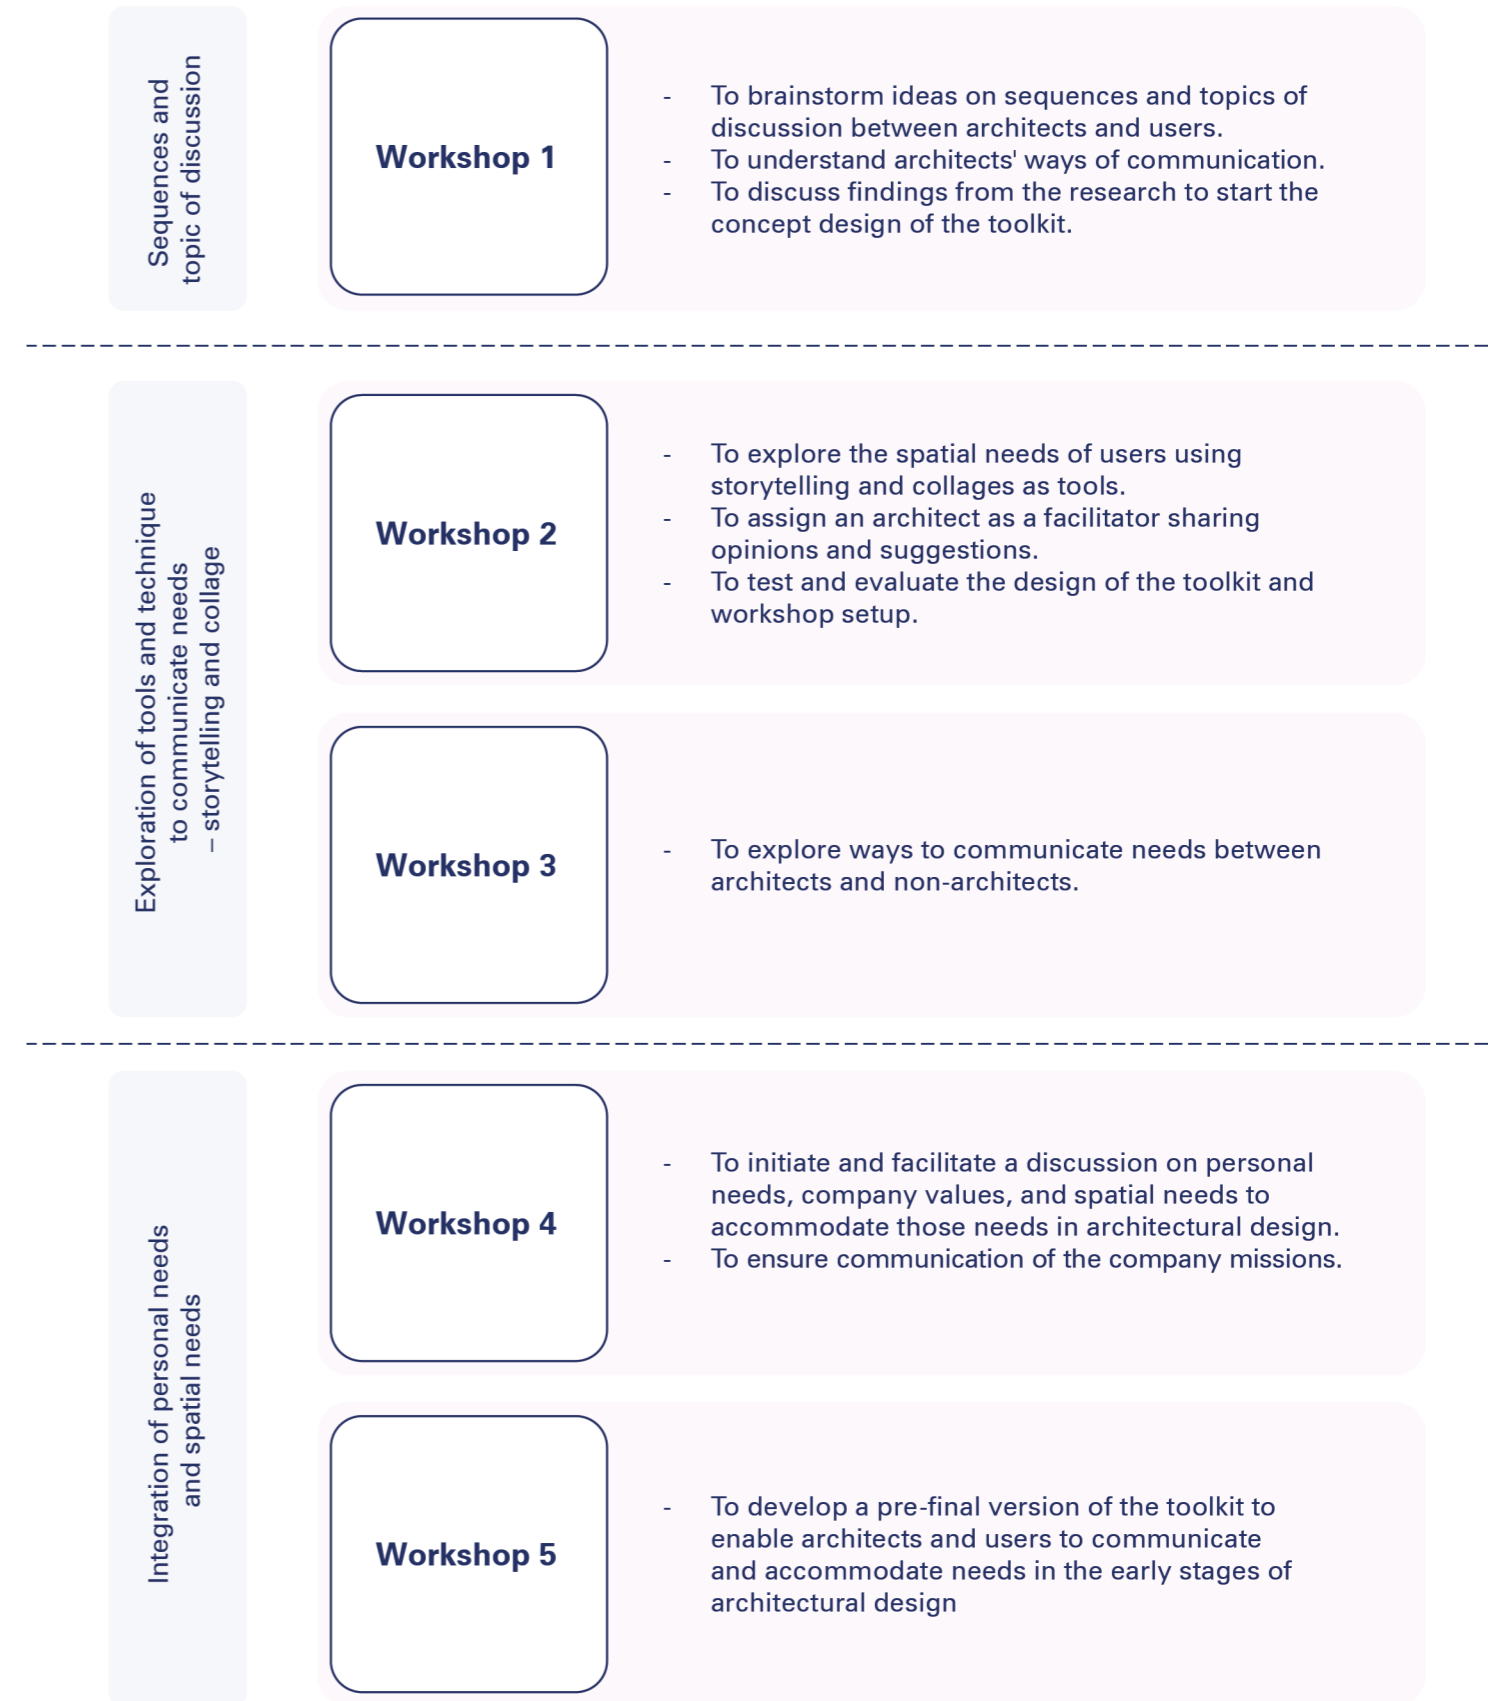 Sequences and
topic of discussion
Workshop 1
- To brainstorm ideas on sequences and topics of
discussion between architects and users.
- To understand architects' ways of communication.
- To discuss findings from the research to start the
concept design of the toolkit.
Exploration of tools and technique
to communicate needs
– storytelling and collage
Workshop 2
- To explore the spatial needs of users using
storytelling and collages as tools.
- To assign an architect as a facilitator sharing
opinions and suggestions.
- To test and evaluate the design of the toolkit and
workshop setup.
Workshop 3
- To explore ways to communicate needs between
architects and non-architects.
Integration of personal needs
and spatial needs
Workshop 4
- To initiate and facilitate a discussion on personal
needs, company values, and spatial needs to
accommodate those needs in architectural design.
- To ensure communication of the company missions.
Workshop 5
- To develop a pre-final version of the toolkit to
enable architects and users to communicate
and accommodate needs in the early stages of
architectural design